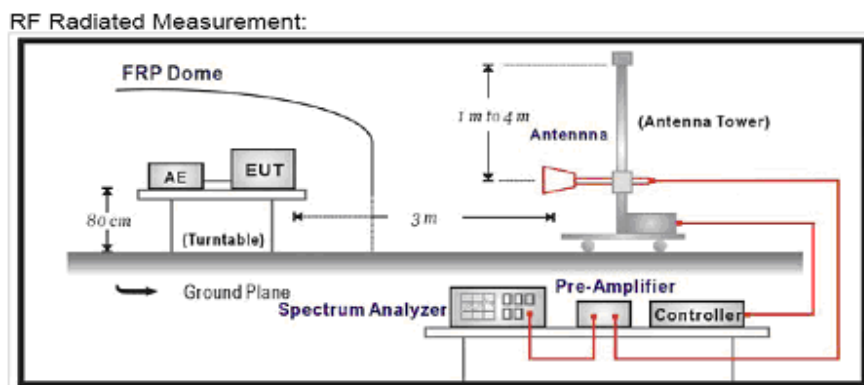 RF Radiated Measurement:
FRP Dome
1 m to 4 m
Antennna
(Antenna Tower)
AE
EUT
80 cm
(Turntable)
3 m
Ground Plane
Spectrum Analyzer
Pre-Amplifier
Controller